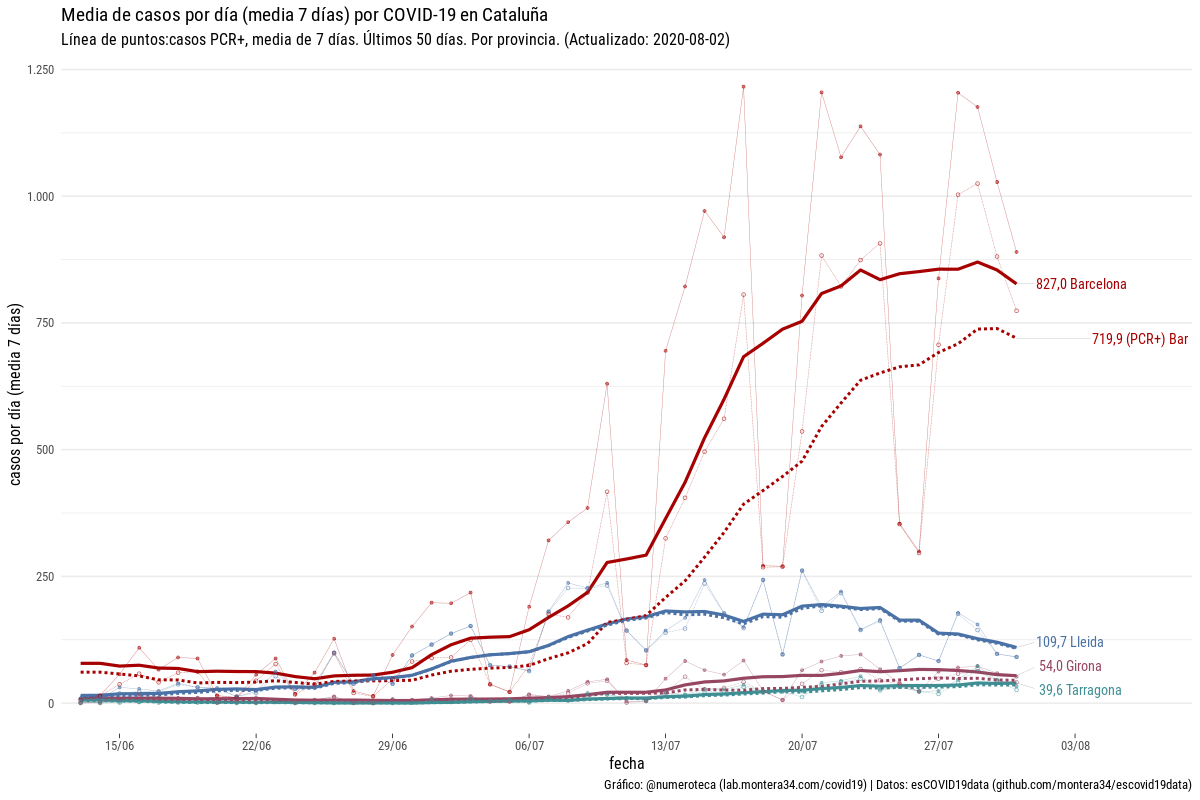 Media de casos por día (media 7 días) por COVID-19 en Cataluña
Línea de puntos:casos PCR+, media de 7 días. Últimos 50 días. Por provincia. (Actualizado: 2020-08-02)
casos por día (media 7 días)
1.250
1.000
750
500
250
0
827,0 Barcelona
719,9 (PCR+) Bar
109,7 Lleida
54,0 Girona
39,6 Tarragona
15/06 22/06 29/06 06/07 13/07 20/07 27/07 03/08
fecha
Gráfico: @numeroteca (lab.montera34.com/covid19) | Datos: esCOVID19data (github.com/montera34/escovid19data)